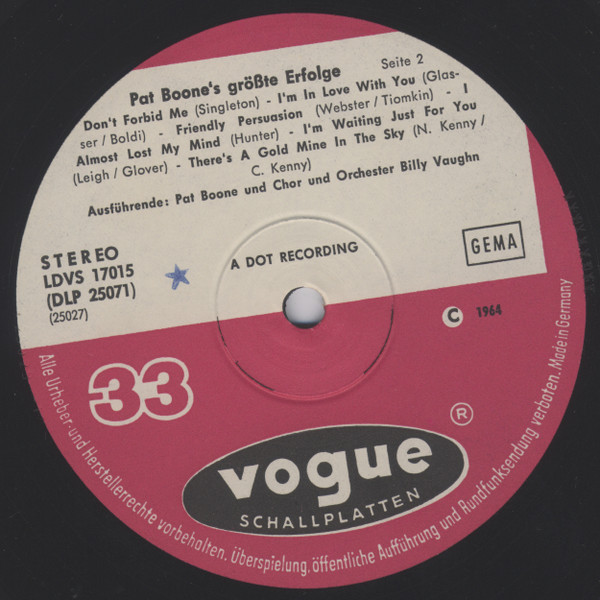 Pat Boone's größte Erfolge
Seite 2
Don't Forbid Me (Singleton) - I'm In Love With You (Glas-
ser / Boldi) - Friendly Persuasion (Webster / Tiomkin) - I
Almost Lost My Mind (Hunter) - I'm Waiting Just For You
(Leigh / Glover) - There's A Gold Mine In The Sky (N. Kenny /
C. Kenny)
Ausführende: Pat Boone und Chor und Orchester Billy Vaughn
STEREO
LDVS 17015
(DLP 25071)
(25027)
A DOT RECORDING
GEMA
C 1964
33
®
vogue
SCHALLPLATTEN
Alle Urheber- und Herstellerrechte vorbehalten. Überspielung, öffentliche Aufführung und Rundfunksendung verboten. Made in Germany